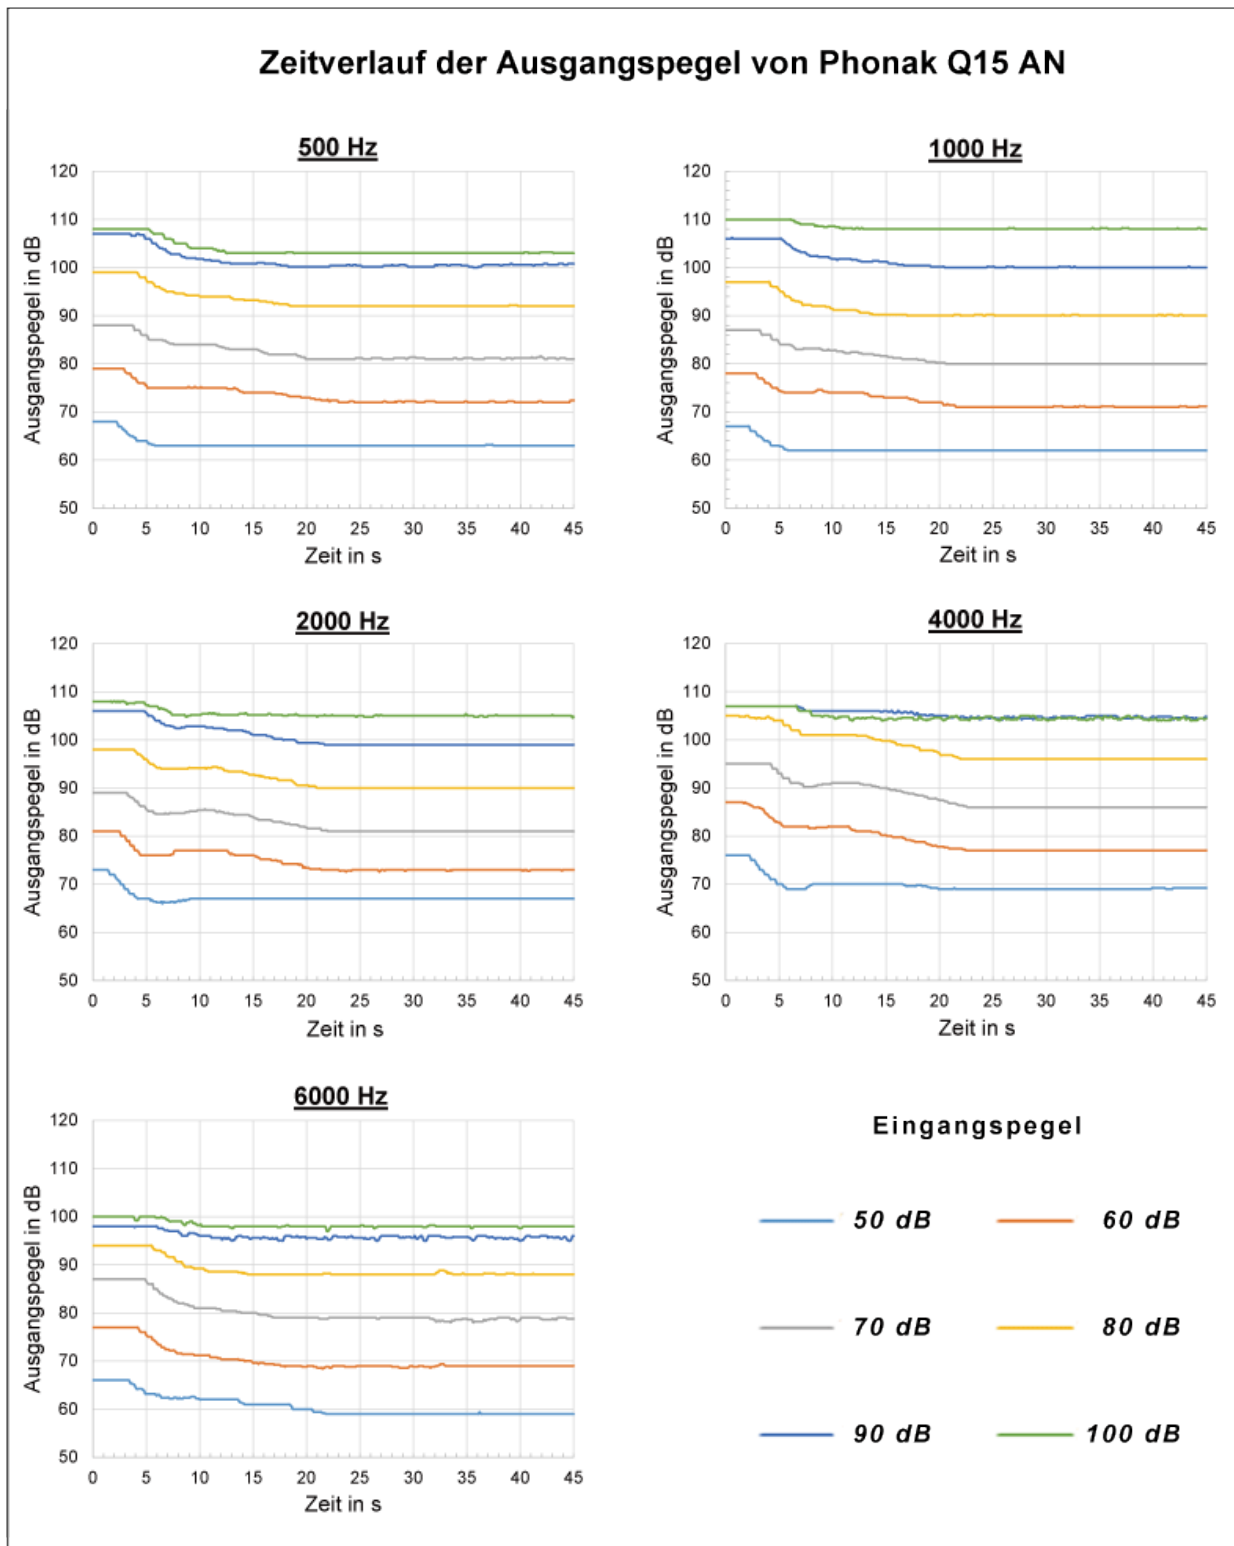 Zeitverlauf der Ausgangspegel von Phonak Q15 AN
500 Hz
120
110
100
90
80
70
60
50
Ausgangspegel in dB
0 5 10 15 20 25 30 35 40 45
Zeit in s
1000 Hz
120
110
100
90
80
70
60
50
Ausgangspegel in dB
0 5 10 15 20 25 30 35 40 45
Zeit in s
2000 Hz
120
110
100
90
80
70
60
50
Ausgangspegel in dB
0 5 10 15 20 25 30 35 40 45
Zeit in s
4000 Hz
120
110
100
90
80
70
60
50
Ausgangspegel in dB
0 5 10 15 20 25 30 35 40 45
Zeit in s
6000 Hz
120
110
100
90
80
70
60
50
Ausgangspegel in dB
0 5 10 15 20 25 30 35 40 45
Zeit in s
Eingangspegel
50 dB 60 dB
70 dB 80 dB
90 dB 100 dB